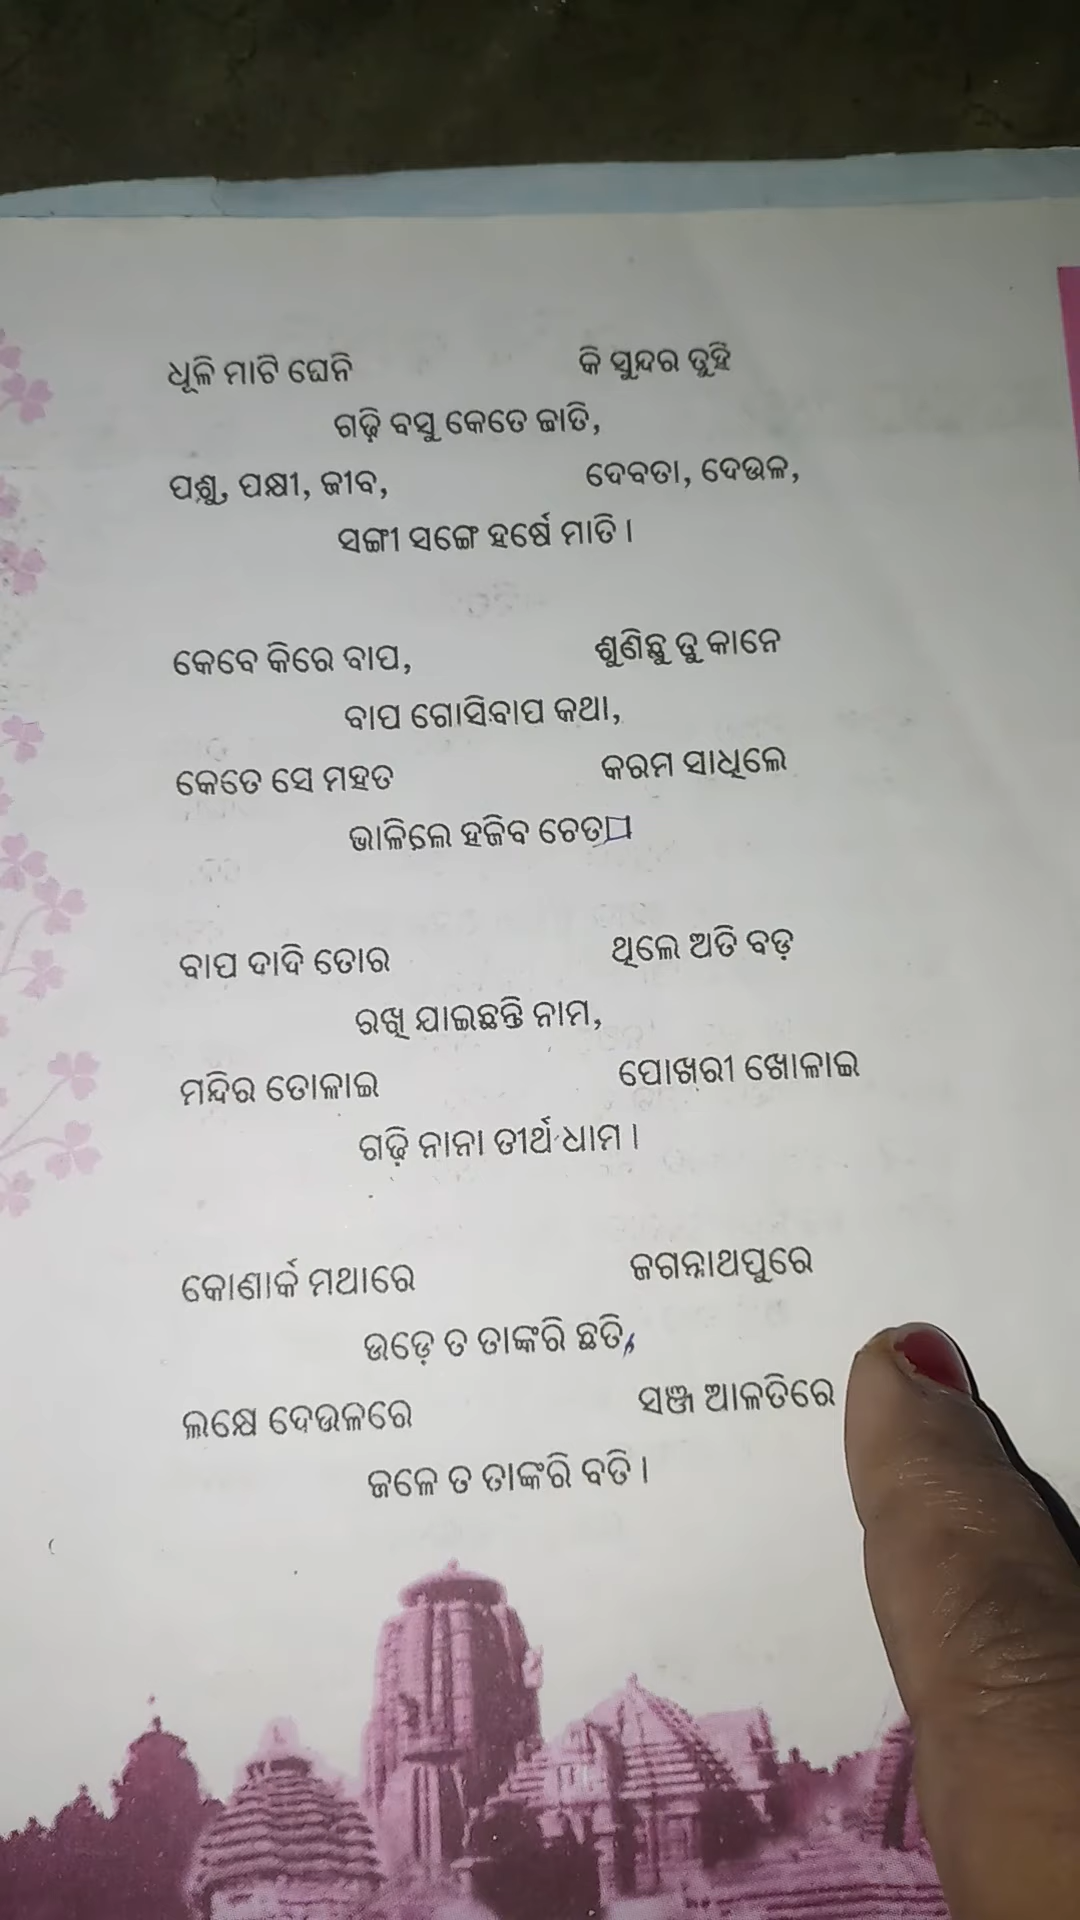 ଧୂଳି ମାଟି ଘେନି କି ସୁନ୍ଦର ତୁହି
ଗଢ଼ି ବସୁ କେତେ ଜାତି,
ପଶୁ, ପକ୍ଷୀ, ଜୀବ, ଦେବତା, ଦେଉଳ,
ସଙ୍ଗୀ ସଙ୍ଗେ ହର୍ଷେ ମାତି ।
କେବେ କିରେ ବାପ, ଶୁଣିଛୁ ତୁ କାନେ
ବାପ ଗୋସିବାପ କଥା,
କେତେ ସେ ମହତ କରମ ସାଧିଲେ
ଭାଳିଲେ ହଜିବ ଚେତା
ବାପ ଦାଦି ତୋର ଥିଲେ ଅତି ବଡ଼
ରଖି ଯାଇଛନ୍ତି ନାମ,
ମନ୍ଦିର ତୋଳାଇ ପୋଖରୀ ଖୋଳାଇ
ଗଢ଼ି ନାନା ତୀର୍ଥ ଧାମ ।
କୋଣାର୍କ ମଥାରେ ଜଗନ୍ନାଥପୁରେ
ଉଡ଼େ ତ ତାଙ୍କରି ଛତି,
ଲକ୍ଷେ ଦେଉଳରେ ସଞ୍ଜ ଆଳତିରେ
ଜଳେ ତ ତାଙ୍କରି ବତି ।